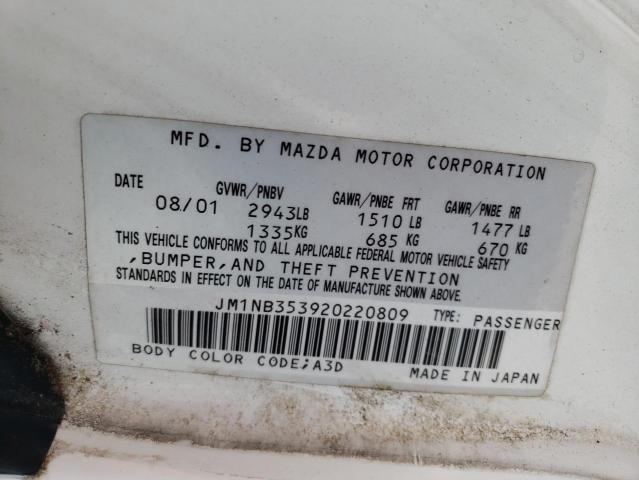 MFD. BY MAZDA MOTOR CORPORATION
DATE GVWR/PNBV GAWR/PNBE FRT GAWR/PNBE RR
08/01 2943LB 1510 LB 1477 LB
1335KG 685 KG 670 KG
THIS VEHICLE CONFORMS TO ALL APPLICABLE FEDERAL MOTOR VEHICLE SAFETY
,BUMPER,AND THEFT PREVENTION
STANDARDS IN EFFECT ON THE DATE OF MANUFACTURE SHOWN ABOVE.
JM1NB353920220809 TYPE: PASSENGER
BODY COLOR CODE;A3D MADE IN JAPAN